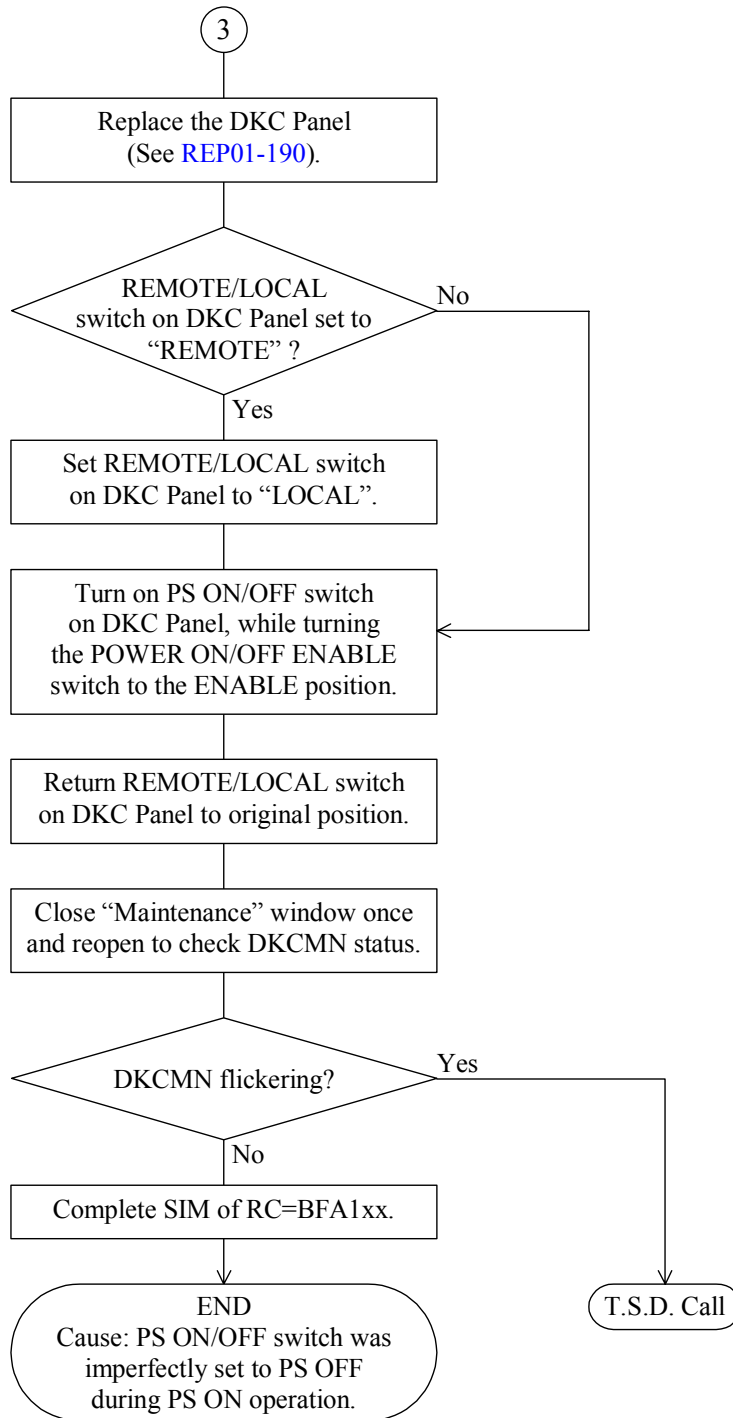 3
Replace the DKC Panel
(See REP01-190).
REMOTE/LOCAL
switch on DKC Panel set to
“REMOTE” ?
No
Yes
Set REMOTE/LOCAL switch
on DKC Panel to “LOCAL”.
Turn on PS ON/OFF switch
on DKC Panel, while turning
the POWER ON/OFF ENABLE
switch to the ENABLE position.
Return REMOTE/LOCAL switch
on DKC Panel to original position.
Close “Maintenance” window once
and reopen to check DKCMN status.
DKCMN flickering?
Yes
No
Complete SIM of RC=BFA1xx.
END
Cause: PS ON/OFF switch was
imperfectly set to PS OFF
during PS ON operation.
T.S.D. Call